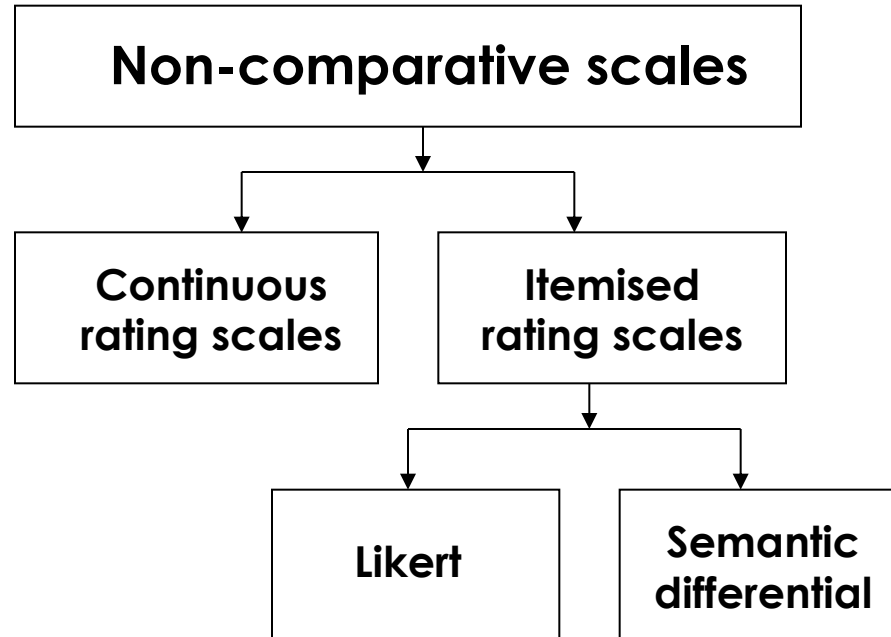 Non-comparative scales
Continuous
rating scales
Itemised
rating scales
Likert
Semantic
differential